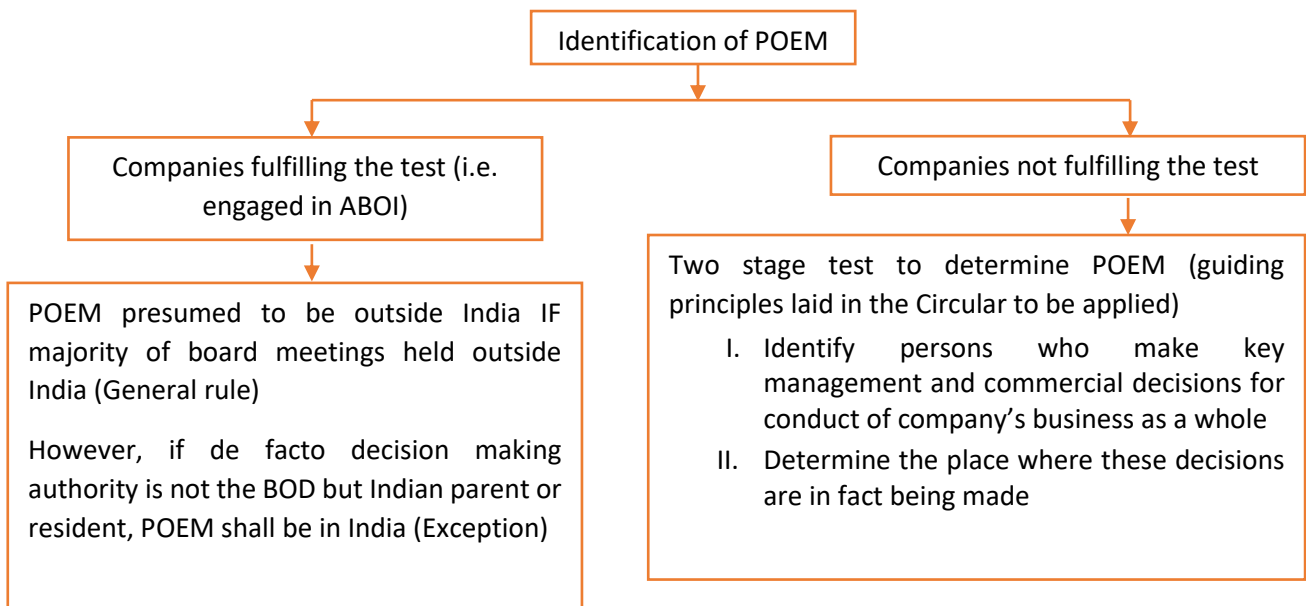 Identification of POEM
Companies fulfilling the test (i.e.
engaged in ABOI)
Companies not fulfilling the test
POEM presumed to be outside India IF
majority of board meetings held outside
India (General rule)
However, if de facto decision making
authority is not the BOD but Indian parent or
resident, POEM shall be in India (Exception)
Two stage test to determine POEM (guiding
principles laid in the Circular to be applied)
I. Identify persons who make key
management and commercial decisions for
conduct of company’s business as a whole
II. Determine the place where these decisions
are in fact being made